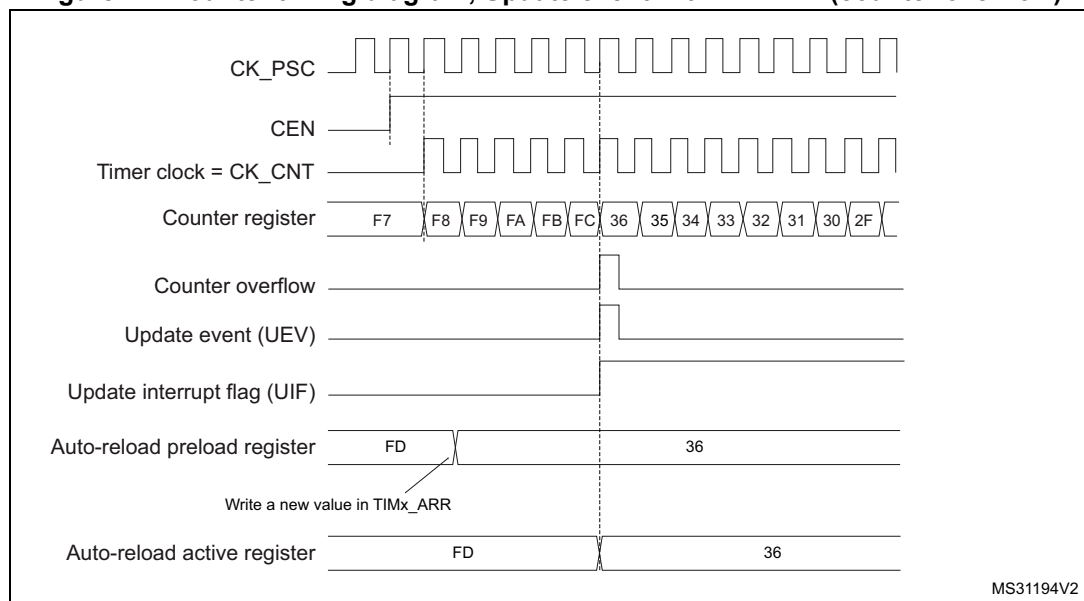 CK_PSC
CEN
Timer clock = CK_CNT
Counter register F7 F8 F9 FA FB FC 36 35 34 33 32 31 30 2F
Counter overflow
Update event (UEV)
Update interrupt flag (UIF)
Auto-reload preload register FD 36
Write a new value in TIMx_ARR
Auto-reload active register FD 36
MS31194V2